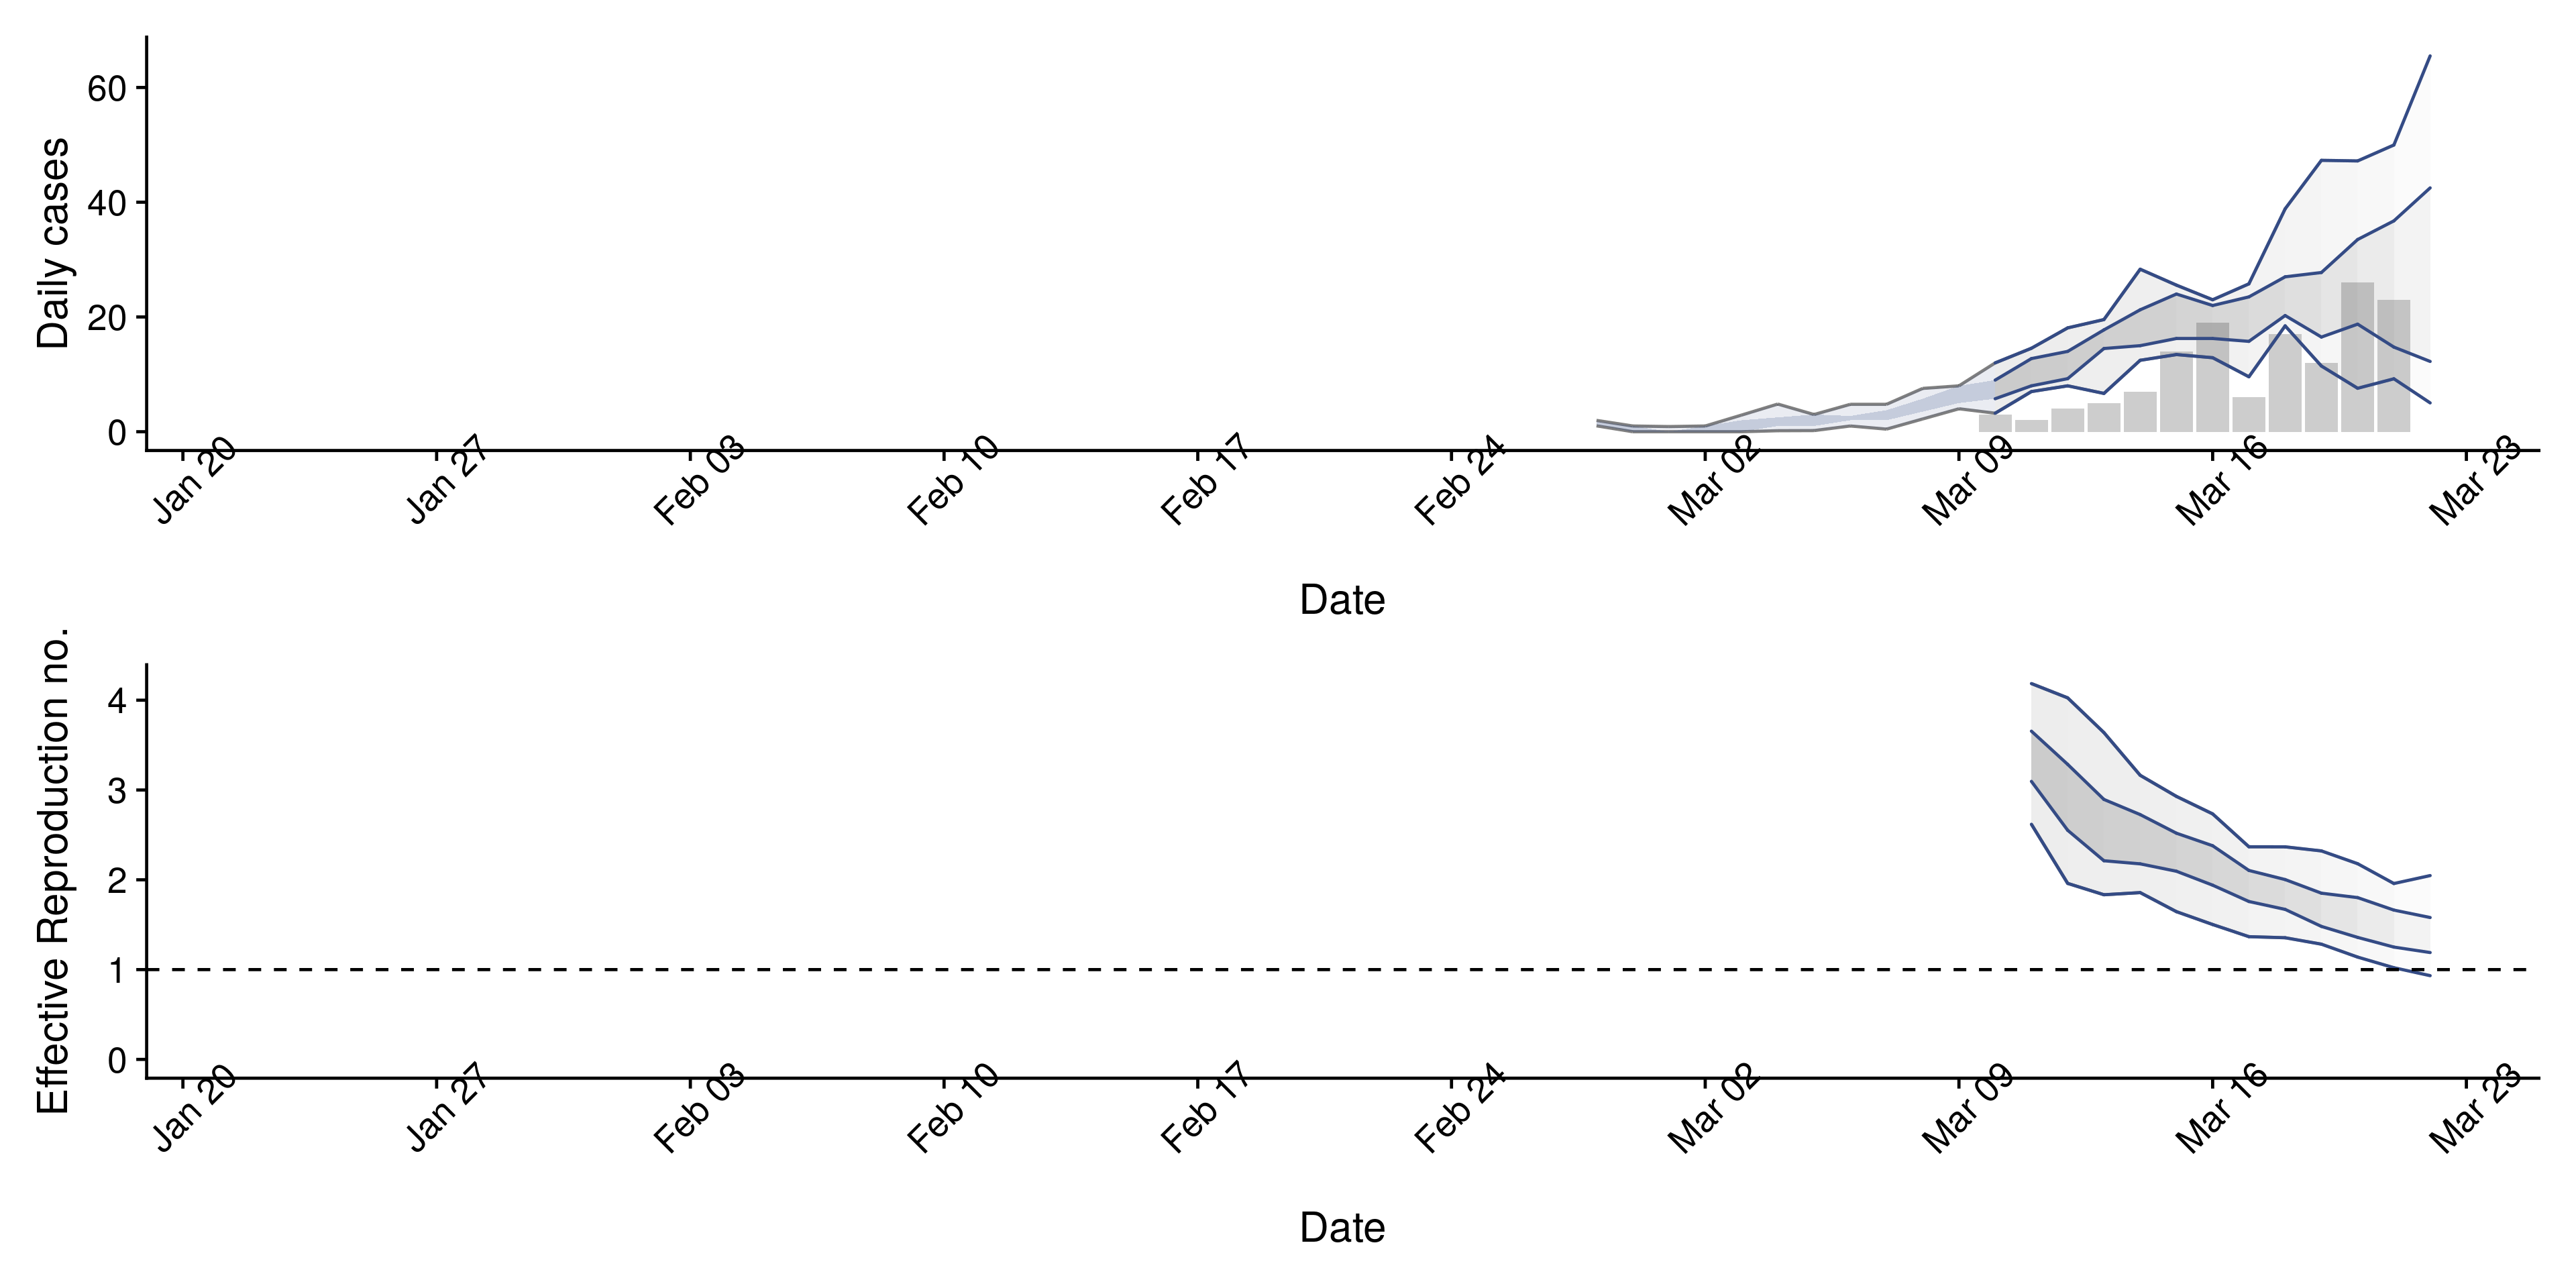 Daily cases
60
40
20
0
Jan 20
Jan 27
Feb 03
Feb 10
Feb 17
Feb 24
Mar 02
Mar 09
Mar 16
Mar 23
Date
Effective Reproduction no.
4
3
2
1
0
Jan 20
Jan 27
Feb 03
Feb 10
Feb 17
Feb 24
Mar 02
Mar 09
Mar 16
Mar 23
Date